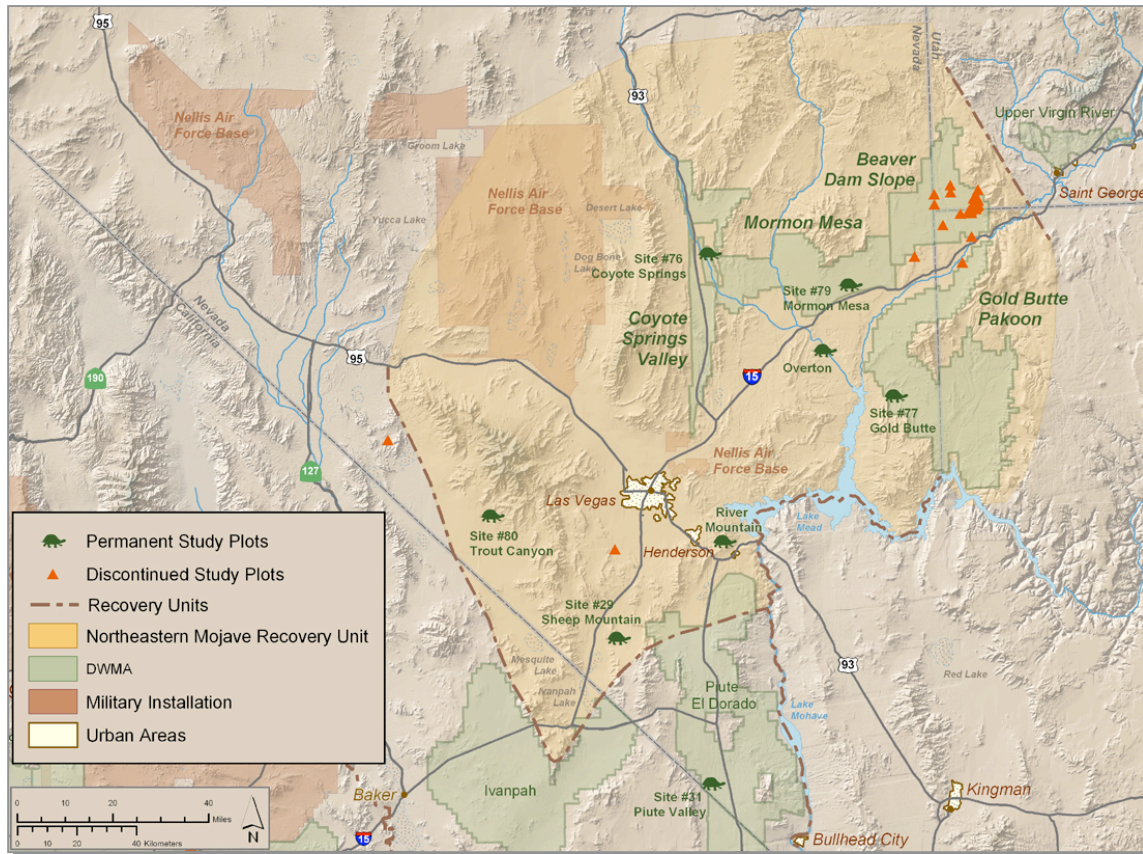 95
93
Utah
Nevada
Upper Virgin River
Nellis Air
Force Base
Groom Lake
Beaver
Dam Slope
Saint George
Nellis Air
Force Base
Desert Lake
Yucca Lake
Mormon Mesa
Dog Bone
Lake
Site #76
Coyote Springs
Site #79
Mormon Mesa
Gold Butte
Pakoon
Nevada
California
Coyote
Springs
Valley
95
Overton
15
190
Site #77
Gold Butte
127
Nellis Air
Force Base
Las Vegas
River
Mountain
Lake
Mead
Site #80
Trout Canyon
Henderson
Site #29
Sheep Mountain
Mesquite
Lake
Ivanpah
Lake
93
Red Lake
Piute
El Dorado
Lake
Mohave
Ivanpah
Baker
Site #31
Piute Valley
Kingman
Bullhead City
15
Permanent Study Plots
Discontinued Study Plots
Recovery Units
Northeastern Mojave Recovery Unit
DWMA
Military Installation
Urban Areas
0 10 20 40
Miles
0 10 20 40 Kilometers
N